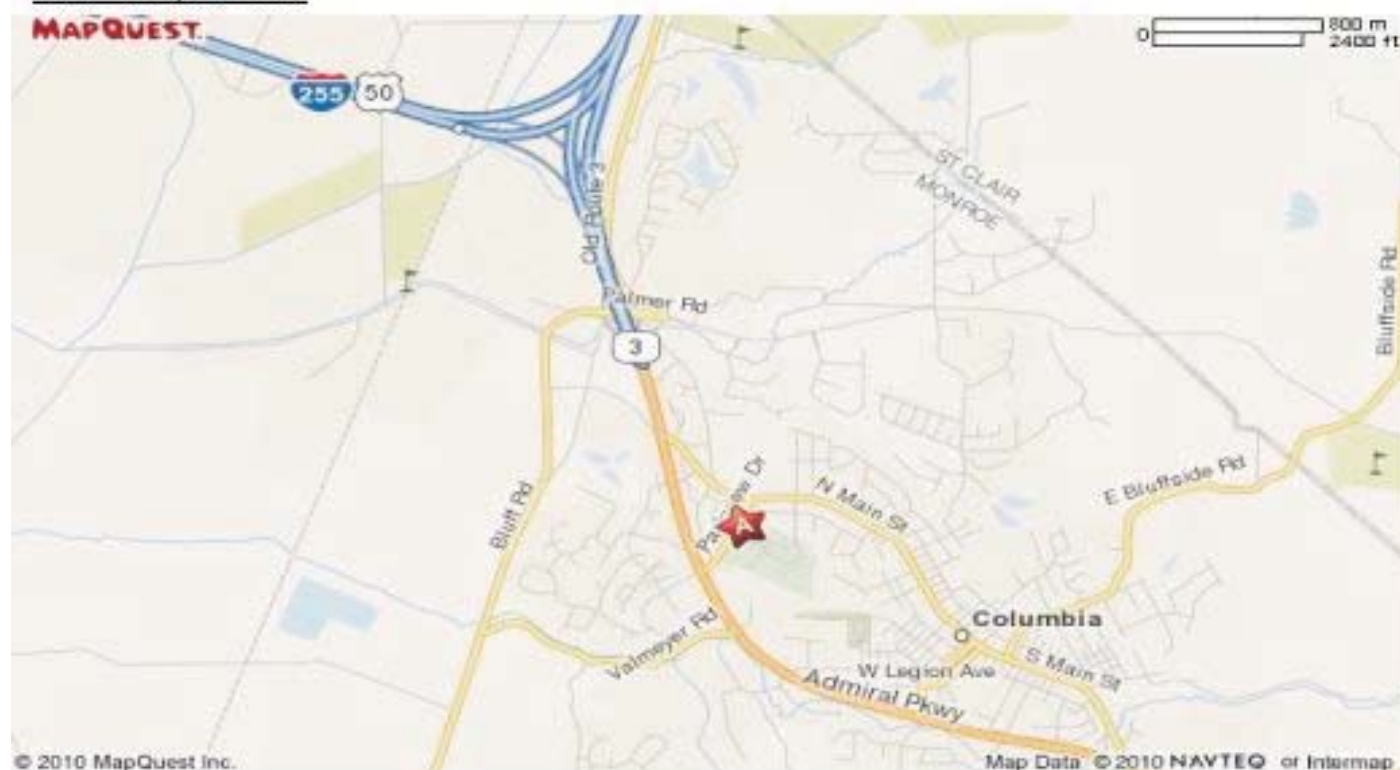 MAPQUEST
0
800 m
2400 ft
255
50
Old Route 3
ST CLAIR
MONROE
Bluffside Rd
Palmer Rd
3
N Main St
E Bluffside Rd
Dr
A
Bluff Rd
Valmeyer Rd
Columbia
W Legion Ave
S Main St
Admiral Pkwy
© 2010 MapQuest Inc.
Map Data © 2010 NAVTEQ or Intermap